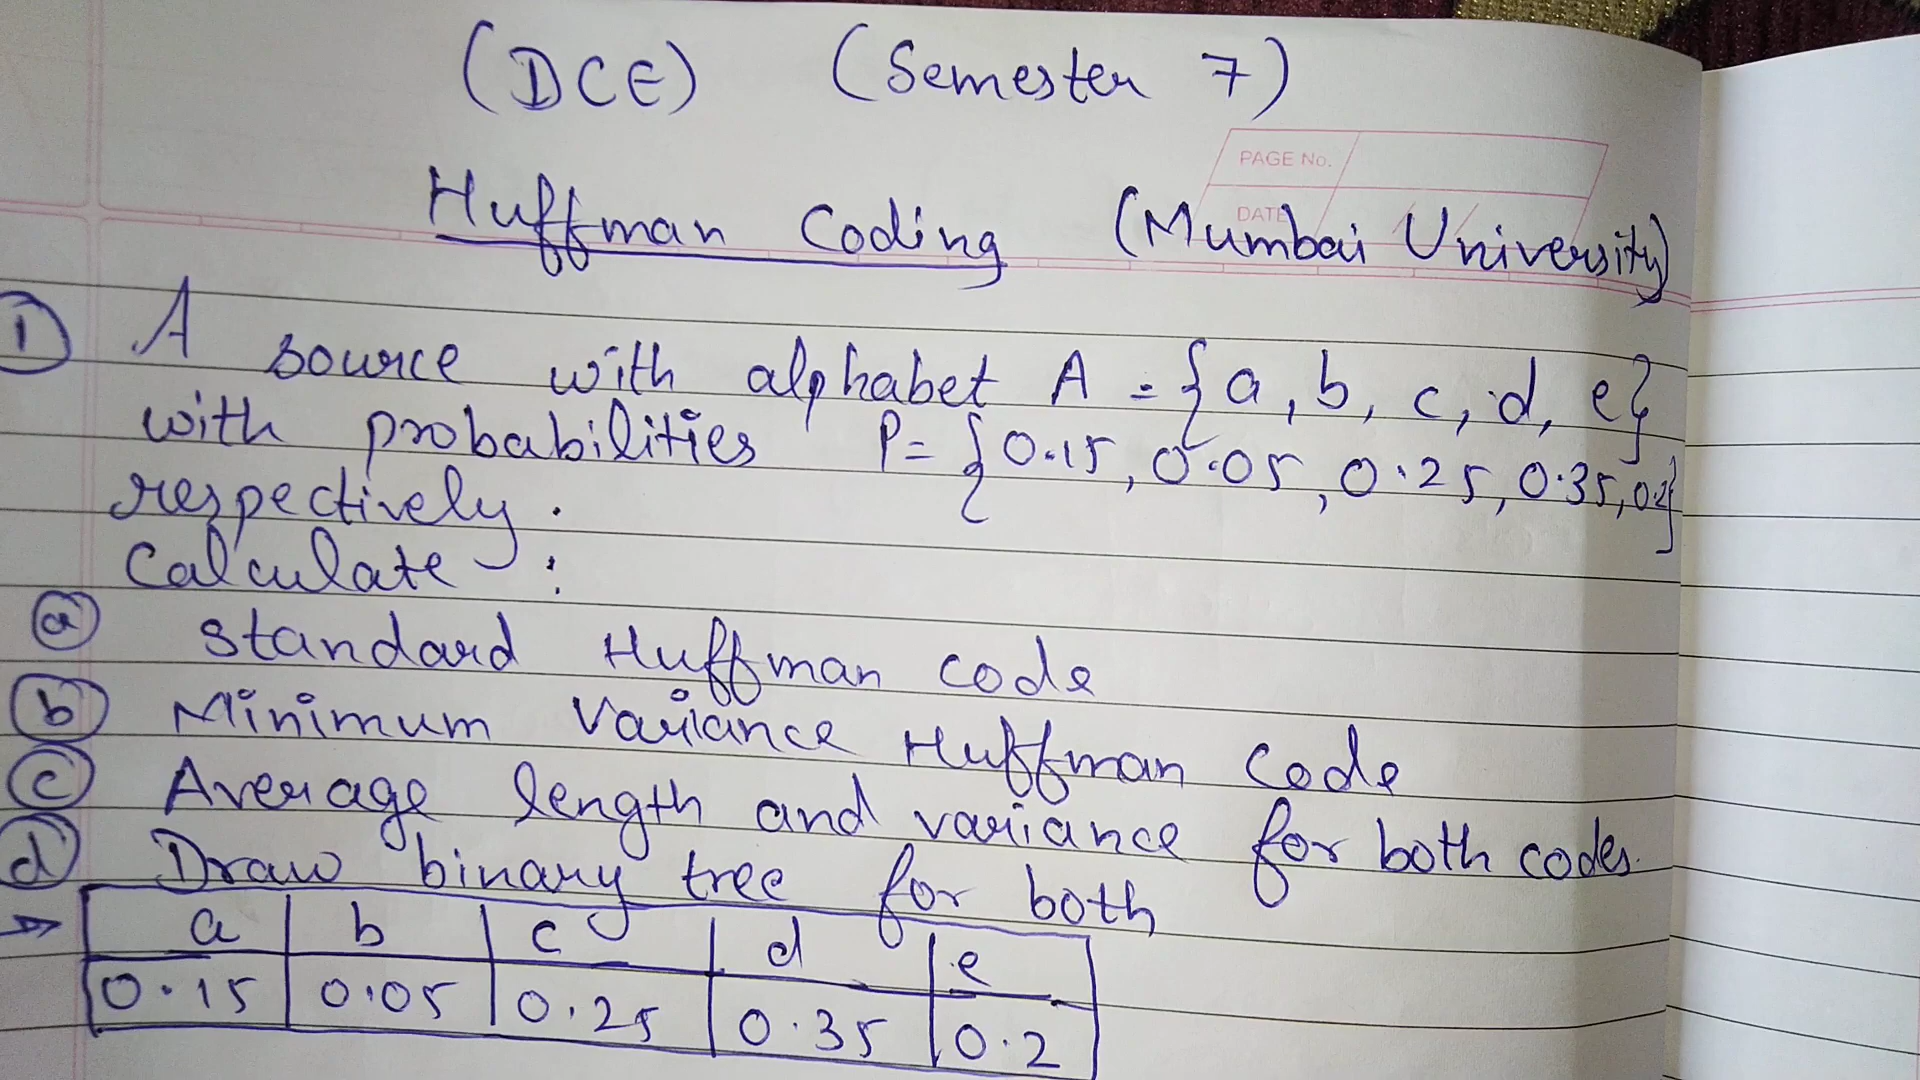 (DCE) (Semester 7)
PAGE No.
DATE
Huffman Coding (Mumbai University)
1 A source with alphabet A = {a, b, c, d, e}
with probabilities P = {0.15, 0.05, 0.25, 0.35, 0.2}
respectively.
Calculate :
a standard Huffman code
b Minimum Variance Huffman Code
c Average length and variance for both codes.
d Draw binary tree for both
→ a b c d e
0.15 0.05 0.25 0.35 0.2